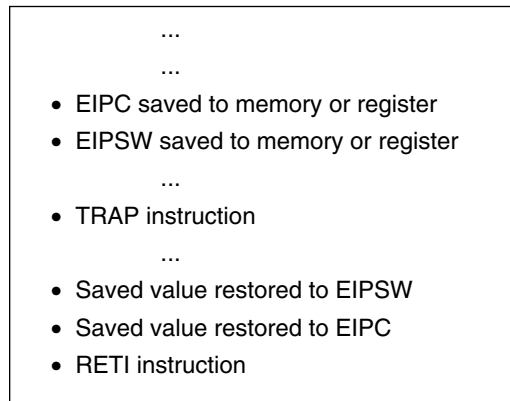 ...
...
• EIPC saved to memory or register
• EIPSW saved to memory or register
...
• TRAP instruction
...
• Saved value restored to EIPSW
• Saved value restored to EIPC
• RETI instruction